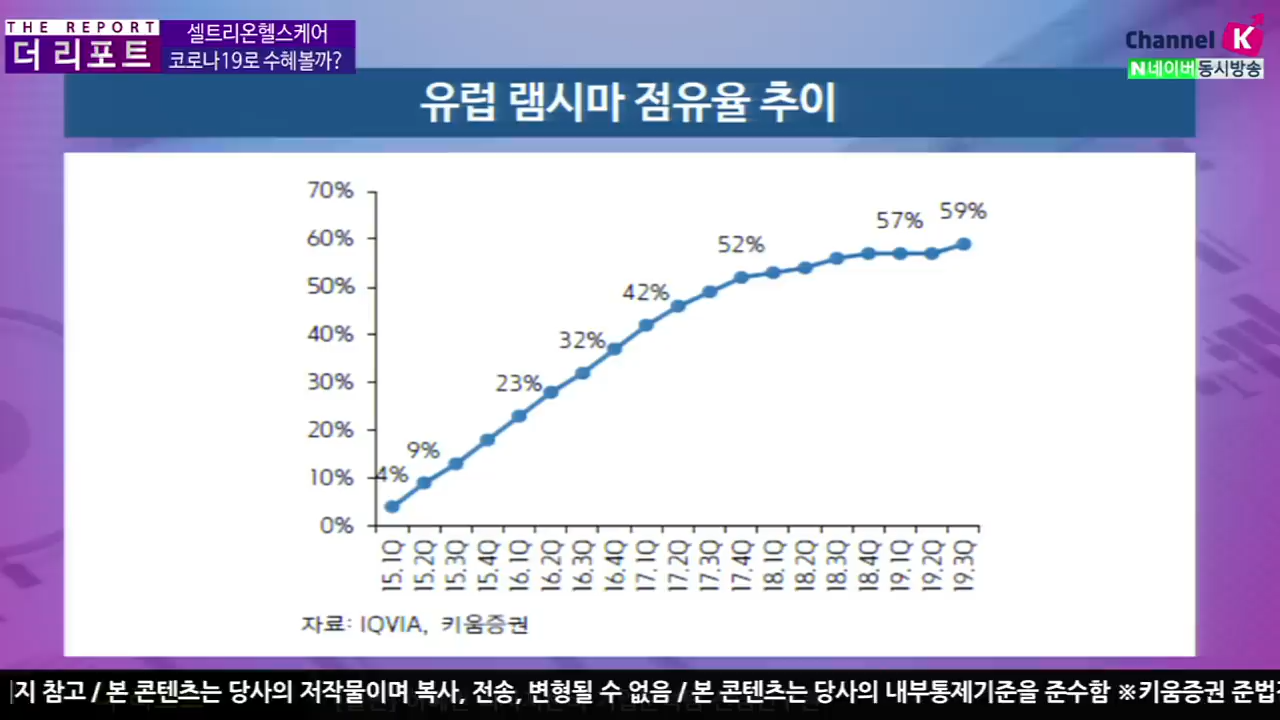 THE REPORT
더 리포트
셀트리온헬스케어
코로나19로 수혜볼까?
Channel K
N 네이버 동시방송
유럽 램시마 점유율 추이
70%
60%
50%
40%
30%
20%
10%
0%
4%
9%
23%
32%
42%
52%
57%
59%
15.1Q
15.2Q
15.3Q
15.4Q
16.1Q
16.2Q
16.3Q
16.4Q
17.1Q
17.2Q
17.3Q
17.4Q
18.1Q
18.2Q
18.3Q
18.4Q
19.1Q
19.2Q
19.3Q
자료: IQVIA, 키움증권
지 참고 / 본 콘텐츠는 당사의 저작물이며 복사, 전송, 변형될 수 없음 / 본 콘텐츠는 당사의 내부통제기준을 준수함 ※키움증권 준법